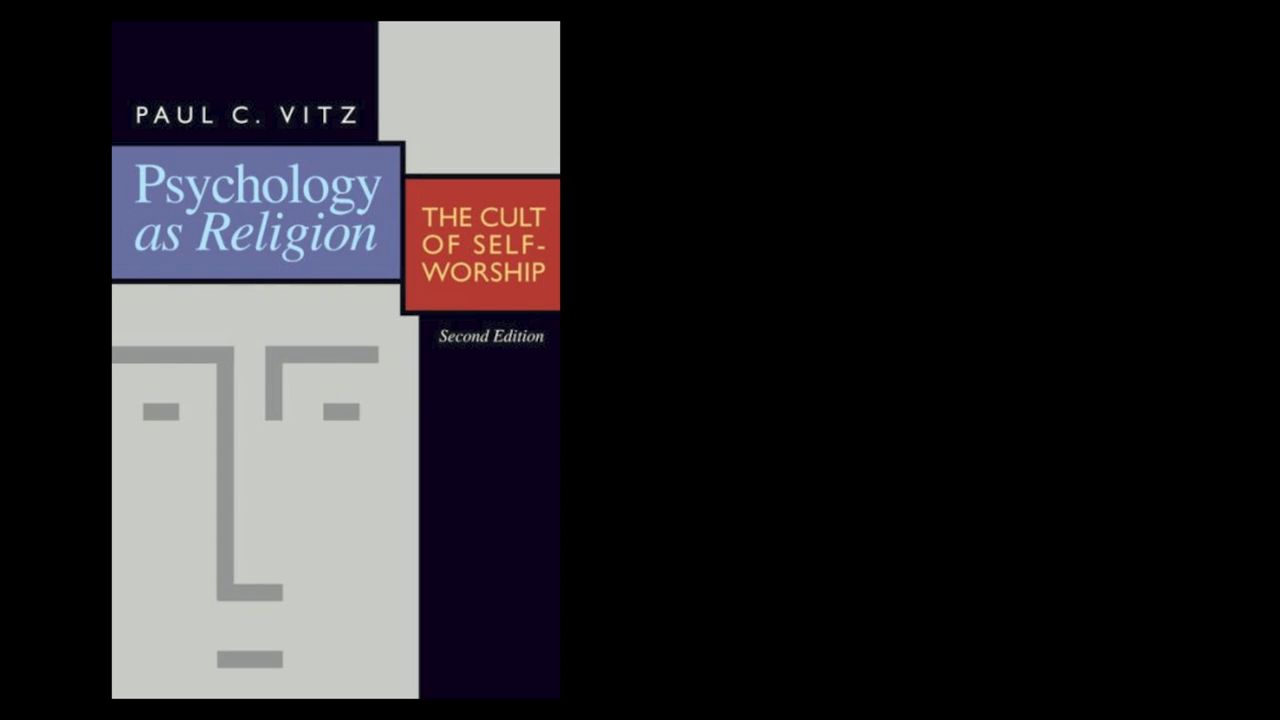 PAUL C. VITZ
Psychology
as Religion
THE CULT
OF SELF-
WORSHIP
Second Edition